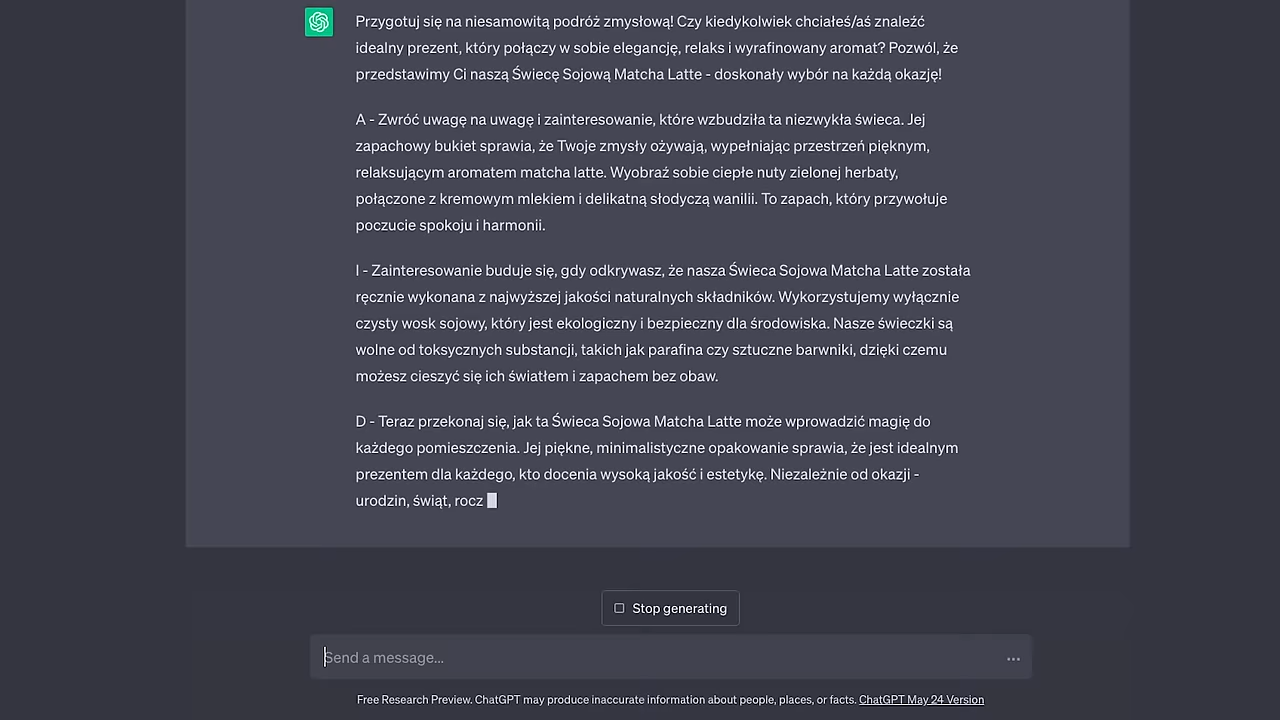 Przygotuj się na niesamowitą podróż zmysłową! Czy kiedykolwiek chciałeś/aś znaleźć
idealny prezent, który połączy w sobie elegancję, relaks i wyrafinowany aromat? Pozwól, że
przedstawimy Ci naszą Świecę Sojową Matcha Latte - doskonały wybór na każdą okazję!
A - Zwróć uwagę na uwagę i zainteresowanie, które wzbudziła ta niezwykła świeca. Jej
zapachowy bukiet sprawia, że Twoje zmysły ożywają, wypełniając przestrzeń pięknym,
relaksującym aromatem matcha latte. Wyobraź sobie ciepłe nuty zielonej herbaty,
połączone z kremowym mlekiem i delikatną słodyczą wanilii. To zapach, który przywołuje
poczucie spokoju i harmonii.
I - Zainteresowanie buduje się, gdy odkrywasz, że nasza Świeca Sojowa Matcha Latte została
ręcznie wykonana z najwyższej jakości naturalnych składników. Wykorzystujemy wyłącznie
czysty wosk sojowy, który jest ekologiczny i bezpieczny dla środowiska. Nasze świeczki są
wolne od toksycznych substancji, takich jak parafina czy sztuczne barwniki, dzięki czemu
możesz cieszyć się ich światłem i zapachem bez obaw.
D - Teraz przekonaj się, jak ta Świeca Sojowa Matcha Latte może wprowadzić magię do
każdego pomieszczenia. Jej piękne, minimalistyczne opakowanie sprawia, że jest idealnym
prezentem dla każdego, kto docenia wysoką jakość i estetykę. Niezależnie od okazji -
urodzin, świąt, rocz
Stop generating
Send a message...
Free Research Preview. ChatGPT may produce inaccurate information about people, places, or facts. ChatGPT May 24 Version